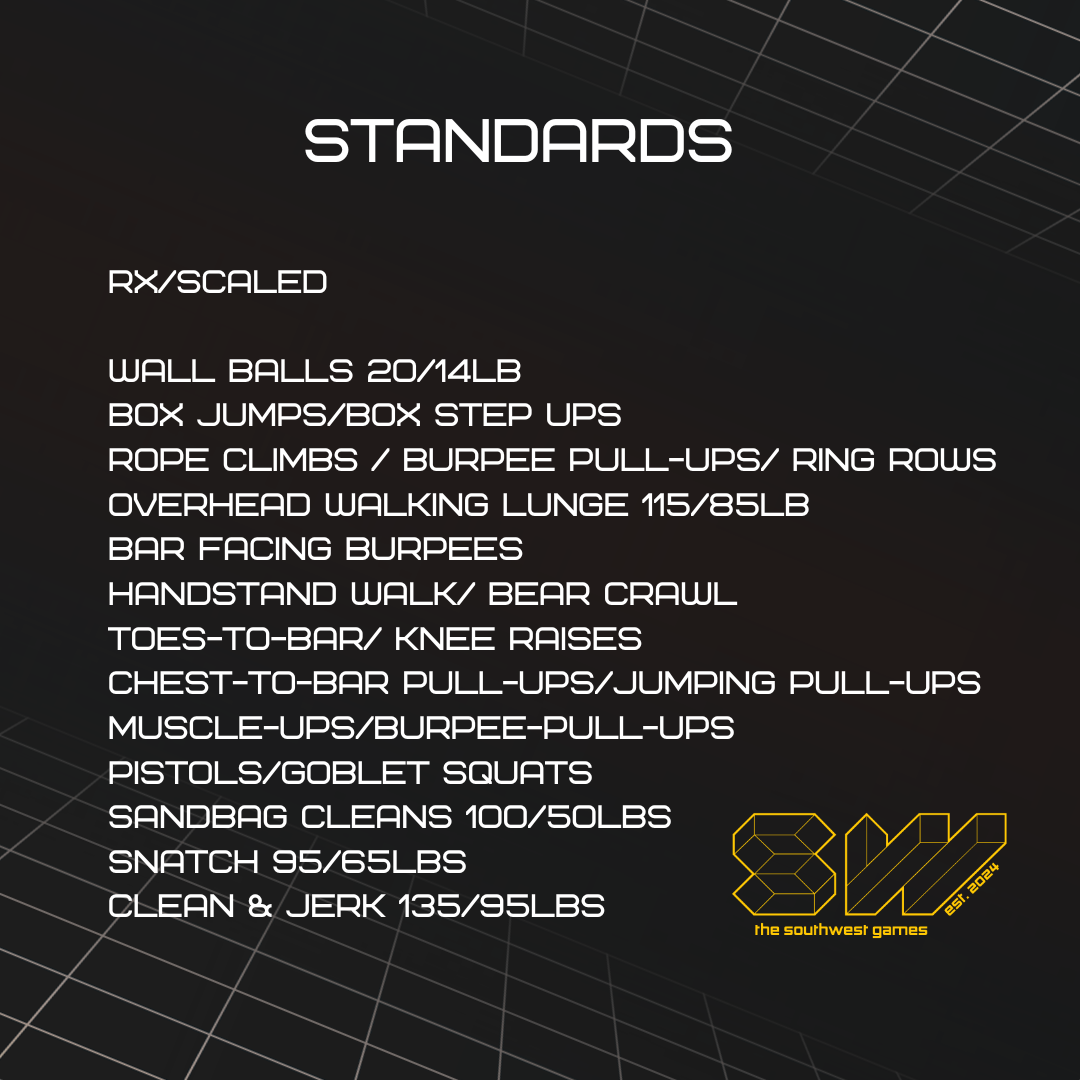 STANDARDS
RX/SCALED
WALL BALLS 20/14LB
BOX JUMPS/BOX STEP UPS
ROPE CLIMBS / BURPEE PULL-UPS/ RING ROWS
OVERHEAD WALKING LUNGE 115/85LB
BAR FACING BURPEES
HANDSTAND WALK/ BEAR CRAWL
TOES-TO-BAR/ KNEE RAISES
CHEST-TO-BAR PULL-UPS/JUMPING PULL-UPS
MUSCLE-UPS/BURPEE-PULL-UPS
PISTOLS/GOBLET SQUATS
SANDBAG CLEANS 100/50LBS
SNATCH 95/65LBS
CLEAN & JERK 135/95LBS
SW
est. 2024
the southwest games